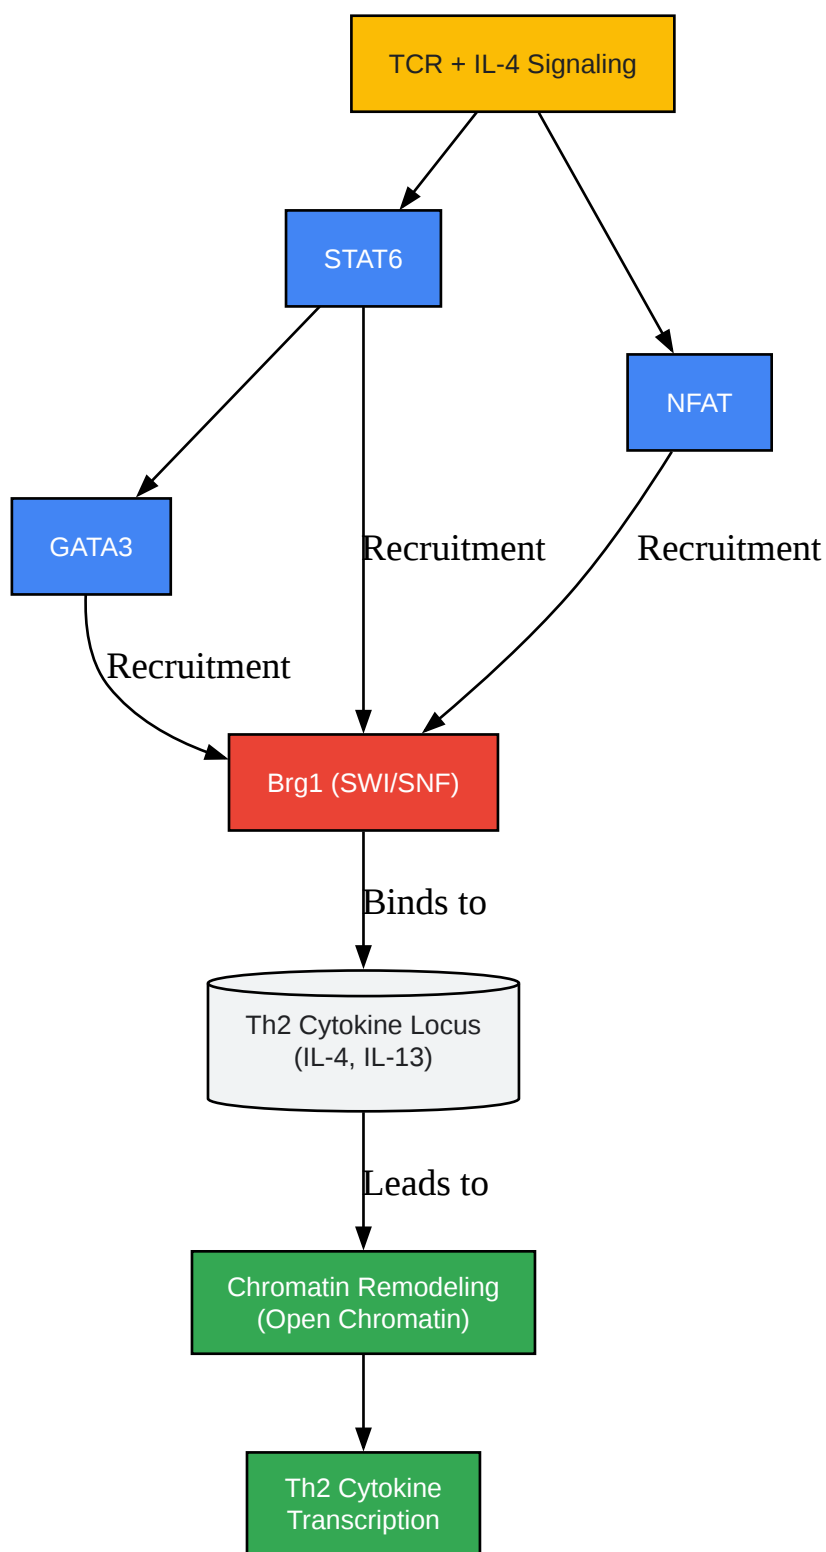 TCR + IL-4 Signaling
STAT6
NFAT
GATA3
Recruitment
Recruitment
Recruitment
Brg1 (SWI/SNF)
Binds to
Th2 Cytokine Locus
(IL-4, IL-13)
Leads to
Chromatin Remodeling
(Open Chromatin)
Th2 Cytokine
Transcription